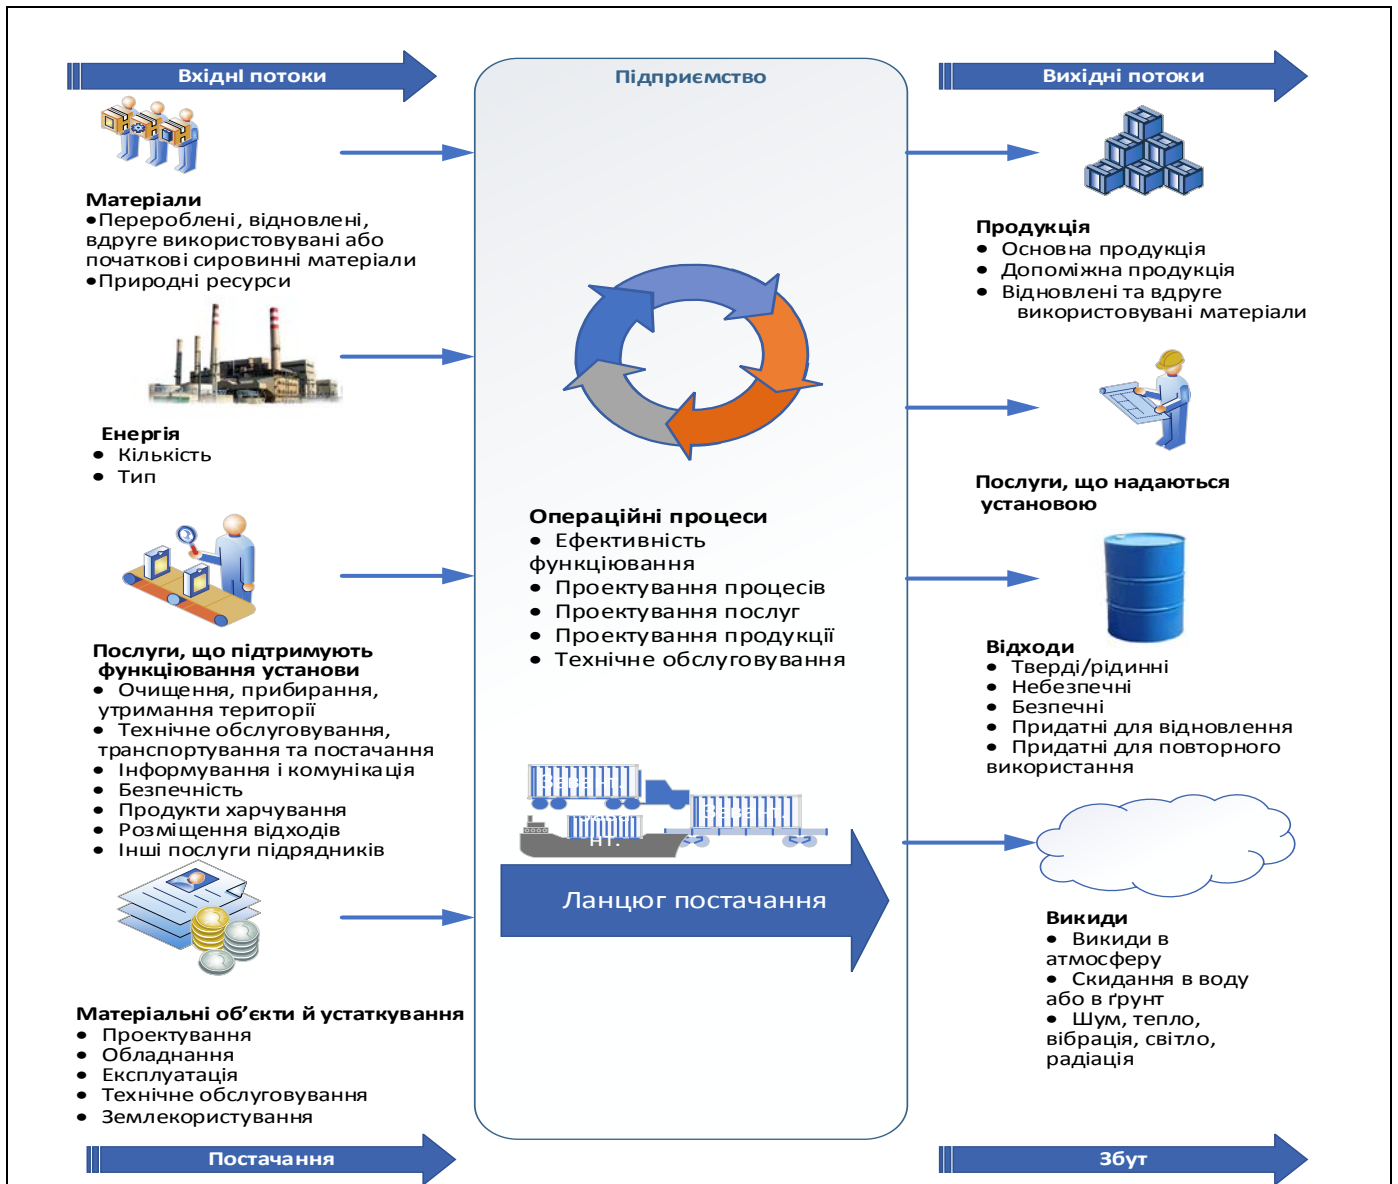 ВхіднІ потоки
Матеріали
•Перероблені, відновлені,
вдруге використовувані або
початкові сировинні матеріали
•Природні ресурси
Енергія
• Кількість
• Тип
Послуги, що підтримують
функціювання установи
• Очищення, прибирання,
утримання території
• Технічне обслуговування,
транспортування та постачання
• Інформування і комунікація
• Безпечність
• Продукти харчування
• Розміщення відходів
• Інші послуги підрядників
Матеріальні об’єкти й устаткування
• Проектування
• Обладнання
• Експлуатація
• Технічне обслуговування
• Землекористування
Постачання
Підприємство
Операційні процеси
• Ефективність
функціювання
• Проектування процесів
• Проектування послуг
• Проектування продукції
• Технічне обслуговування
Ланцюг постачання
Вихідні потоки
Продукція
• Основна продукція
• Допоміжна продукція
• Відновлені та вдруге
використовувані матеріали
Послуги, що надаються
установою
Відходи
• Тверді/рідинні
• Небезпечні
• Безпечні
• Придатні для відновлення
• Придатні для повторного
використання
Викиди
• Викиди в
атмосферу
• Скидання в воду
або в ґрунт
• Шум, тепло,
вібрація, світло,
радіація
Збут